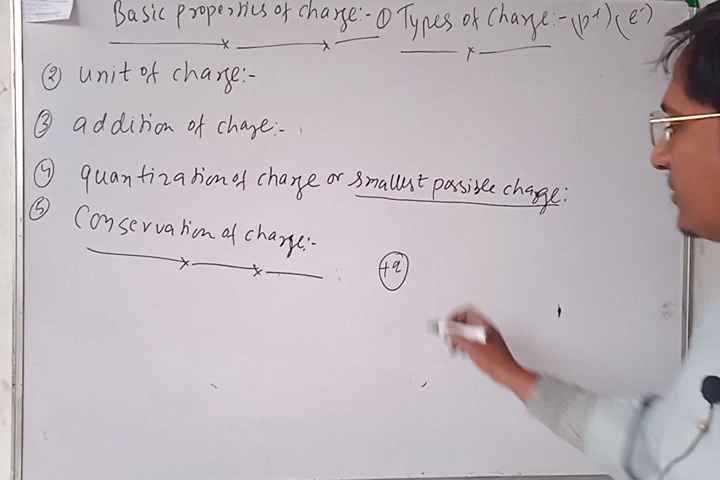 Basic properties of charge:- ① Types of charge:- (p⁺) (e⁻)
② unit of charge:-
③ addition of charge:-
④ quantization of charge or smallest possible charge:
⑤ Conservation of charge:-
+q